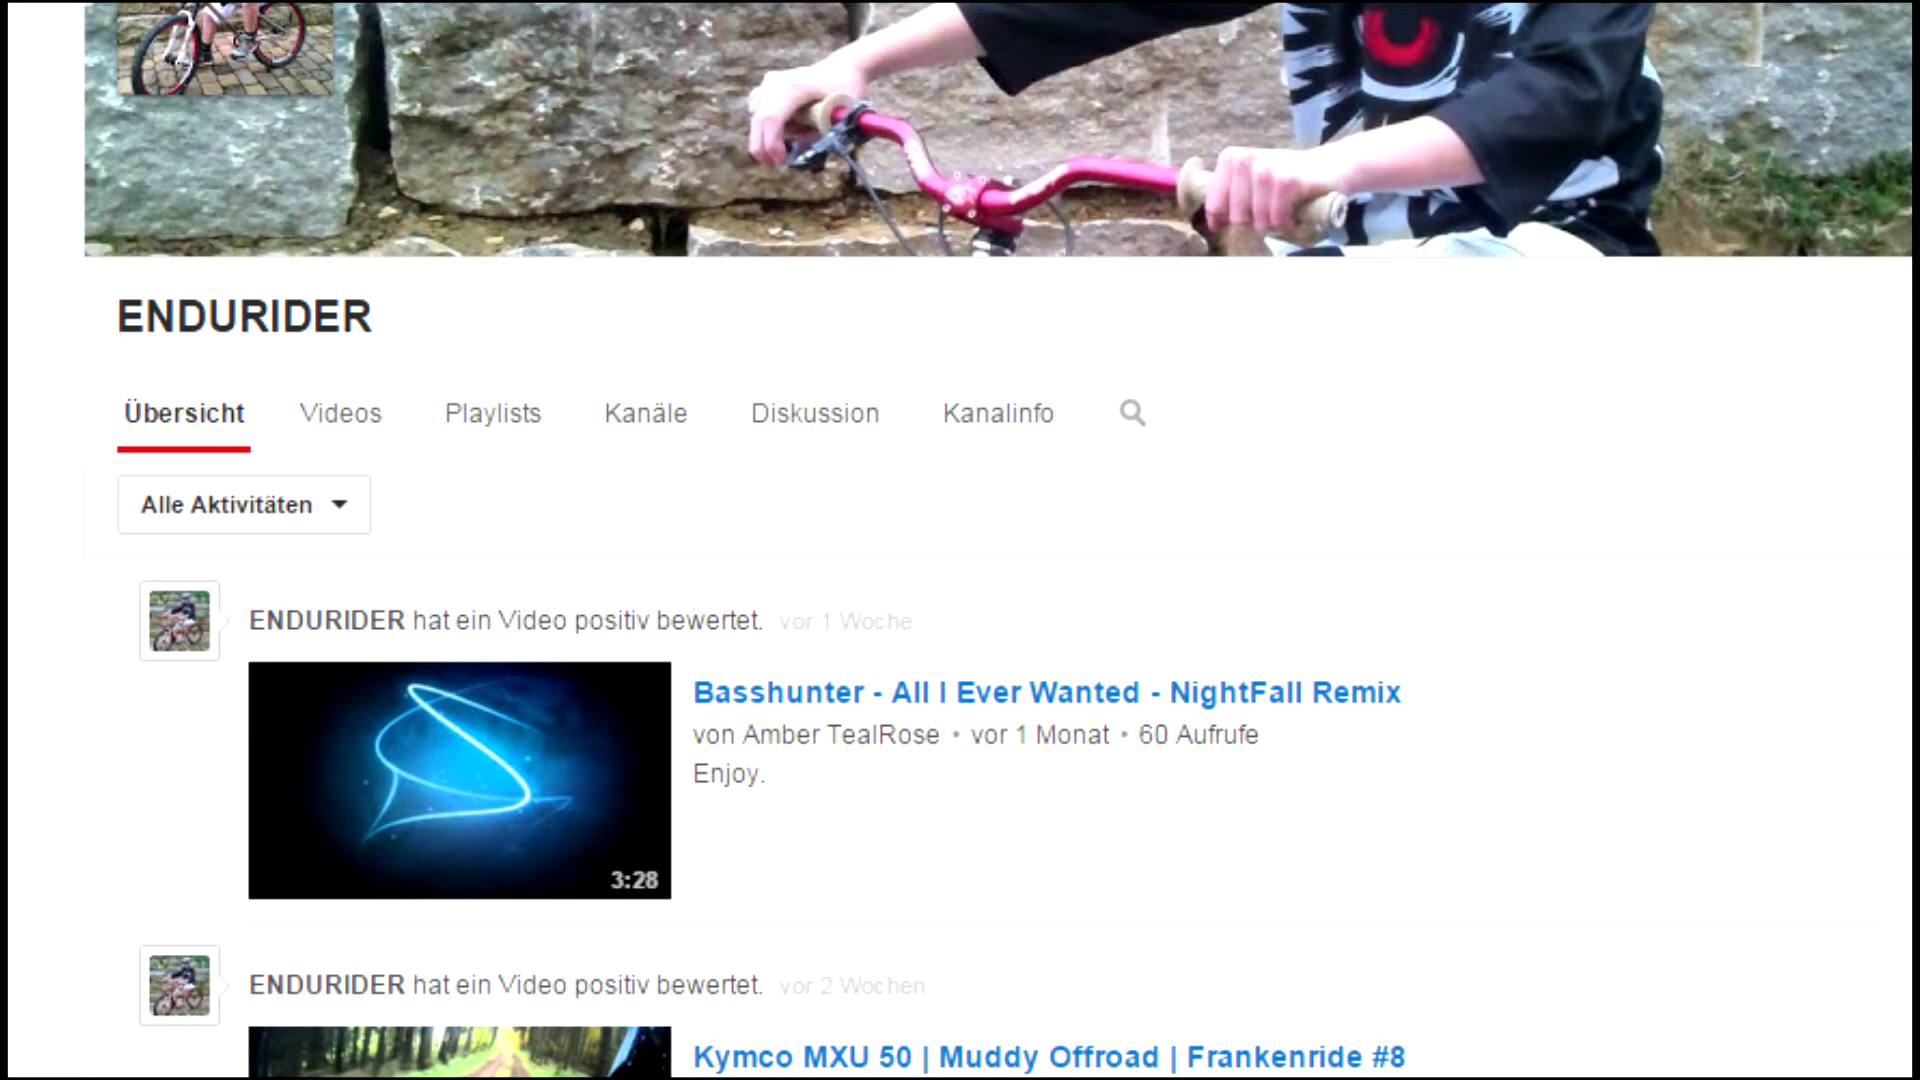 ENDURIDER
Übersicht Videos Playlists Kanäle Diskussion Kanalinfo
Alle Aktivitäten
ENDURIDER hat ein Video positiv bewertet. vor 1 Woche
Basshunter - All I Ever Wanted - NightFall Remix
von Amber TealRose • vor 1 Monat • 60 Aufrufe
Enjoy.
3:28
ENDURIDER hat ein Video positiv bewertet. vor 2 Wochen
Kymco MXU 50 | Muddy Offroad | Frankenride #8